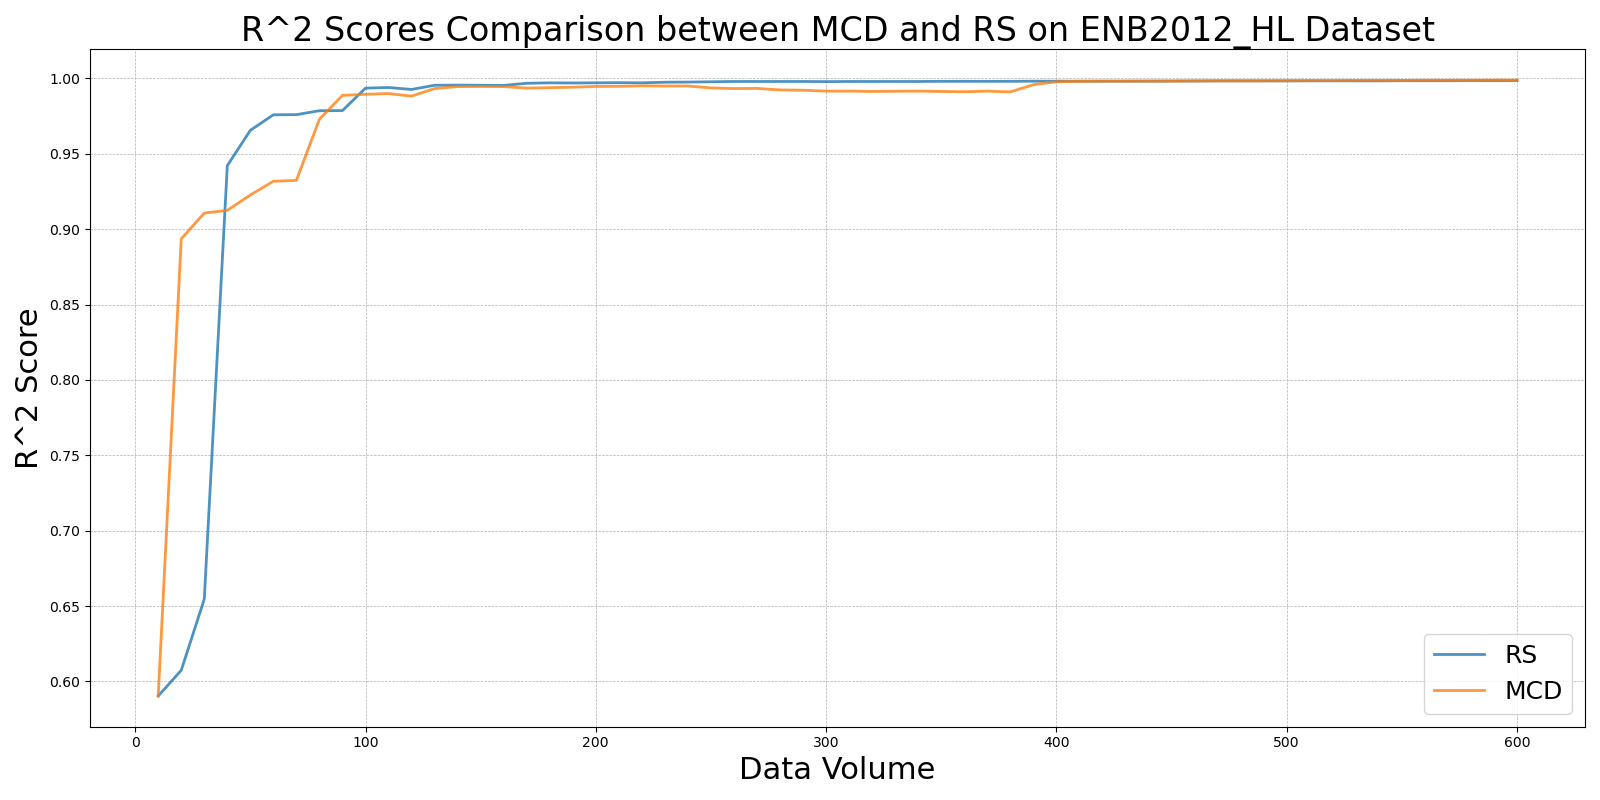 R^2 Scores Comparison between MCD and RS on ENB2012_HL Dataset
R^2 Score
1.00
0.95
0.90
0.85
0.80
0.75
0.70
0.65
0.60
RS
MCD
0 100 200 300 400 500 600
Data Volume